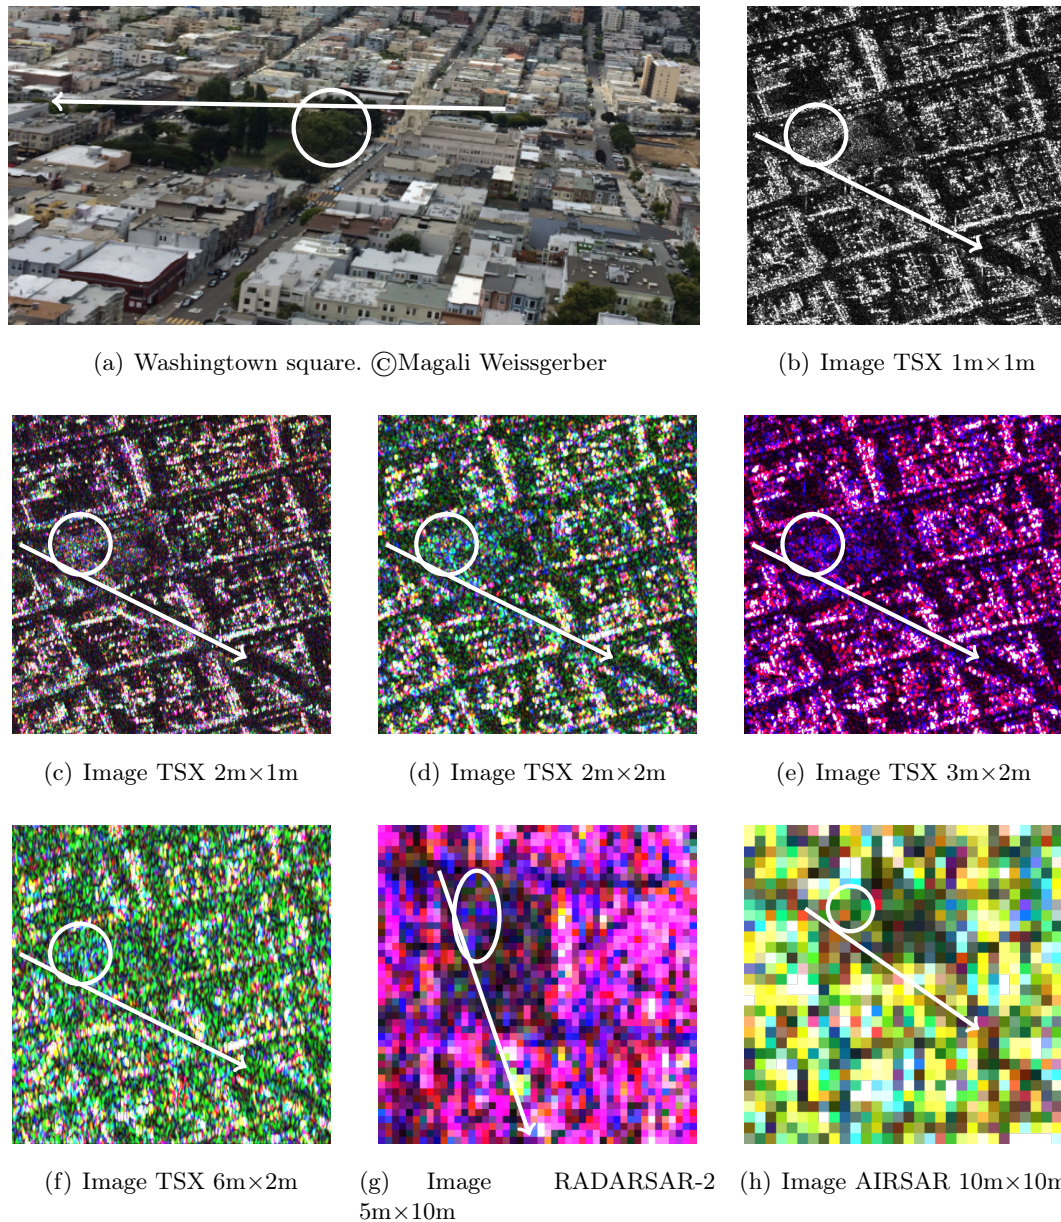 (a) Washingtown square. ©Magali Weissgerber
(b) Image TSX 1m×1m
(c) Image TSX 2m×1m
(d) Image TSX 2m×2m
(e) Image TSX 3m×2m
(f) Image TSX 6m×2m
(g) Image RADARSAR-2
5m×10m
(h) Image AIRSAR 10m×10m